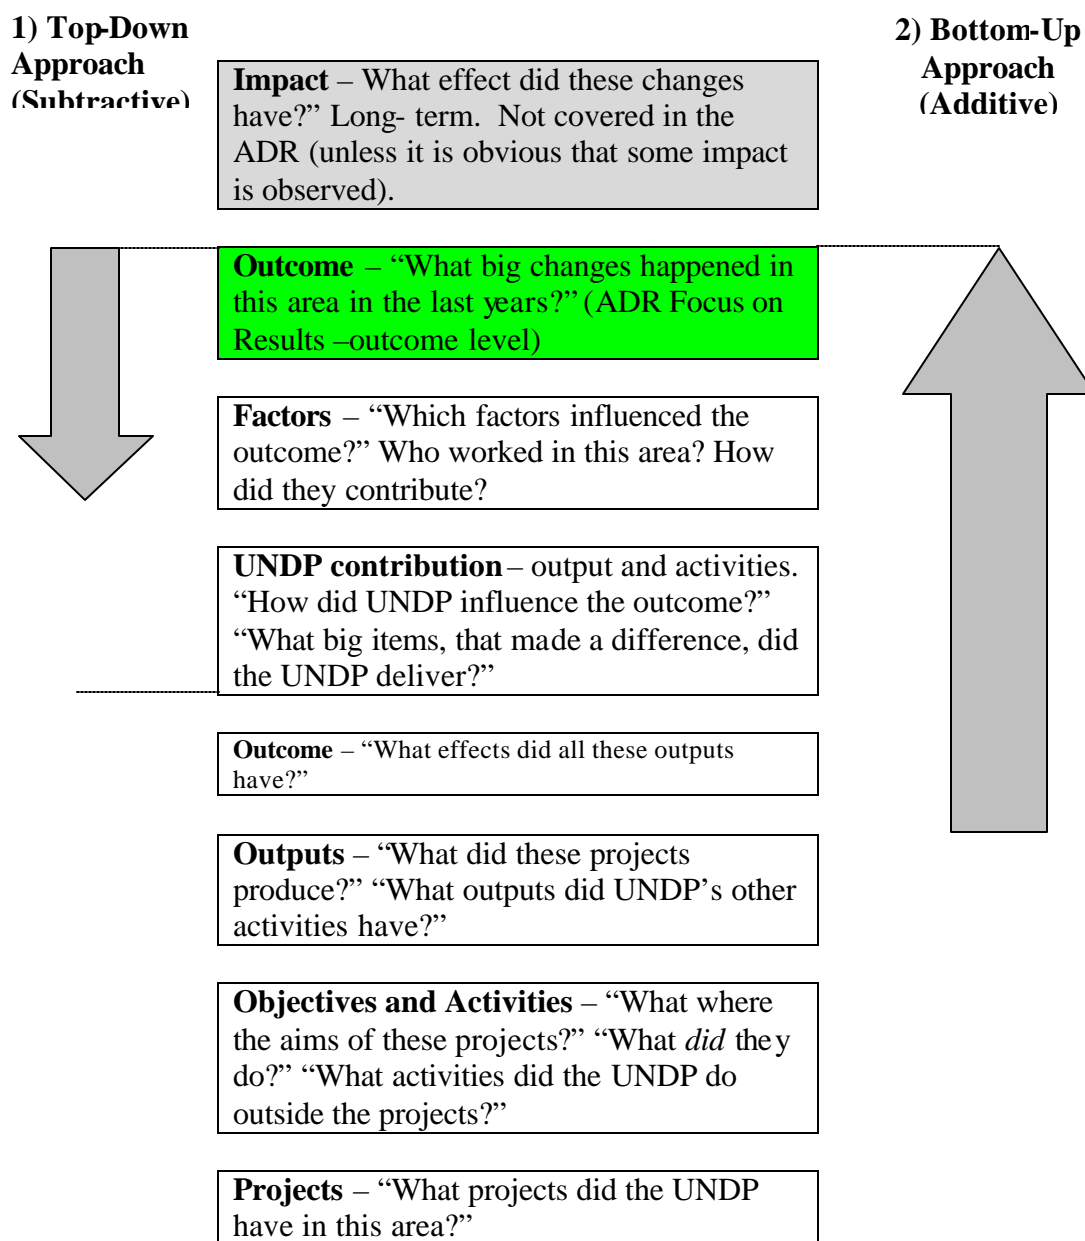 1) Top-Down
Approach
(Subtractive)
2) Bottom-Up
Approach
(Additive)
Impact – What effect did these changes
have?” Long- term. Not covered in the
ADR (unless it is obvious that some impact
is observed).
Outcome – “What big changes happened in
this area in the last years?” (ADR Focus on
Results –outcome level)
Factors – “Which factors influenced the
outcome?” Who worked in this area? How
did they contribute?
UNDP contribution – output and activities.
“How did UNDP influence the outcome?”
“What big items, that made a difference, did
the UNDP deliver?”
Outcome – “What effects did all these outputs
have?”
Outputs – “What did these projects
produce?” “What outputs did UNDP’s other
activities have?”
Objectives and Activities – “What where
the aims of these projects?” “What did they
do?” “What activities did the UNDP do
outside the projects?”
Projects – “What projects did the UNDP
have in this area?”